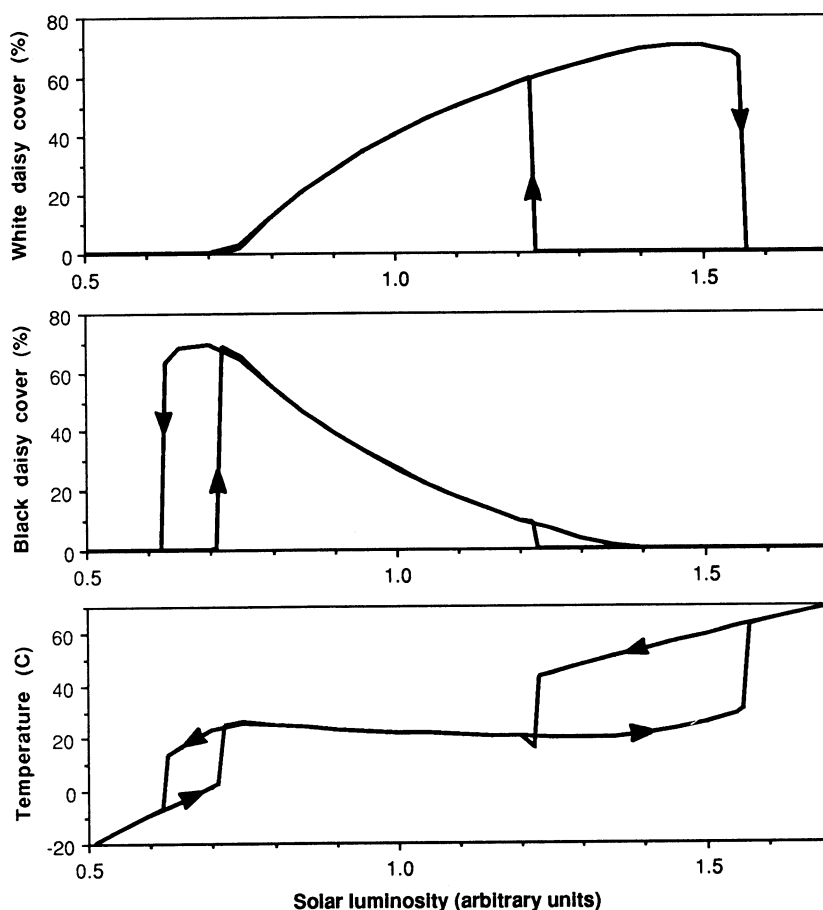 White daisy cover (%)
80
60
40
20
0
0.5 1.0 1.5
Black daisy cover (%)
80
60
40
20
0
0.5 1.0 1.5
Temperature (C)
60
40
20
0
-20
0.5 1.0 1.5
Solar luminosity (arbitrary units)